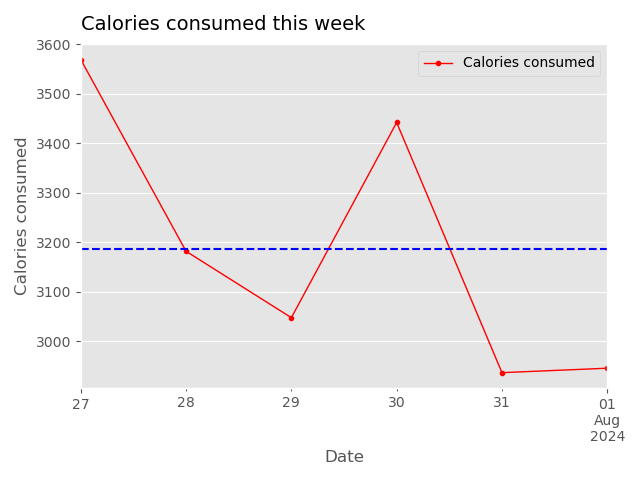 Calories consumed this week
3600
Calories consumed
3500
3400
3300
3200
3100
3000
Calories consumed
27
28
29
30
31
01
Aug
2024
Date